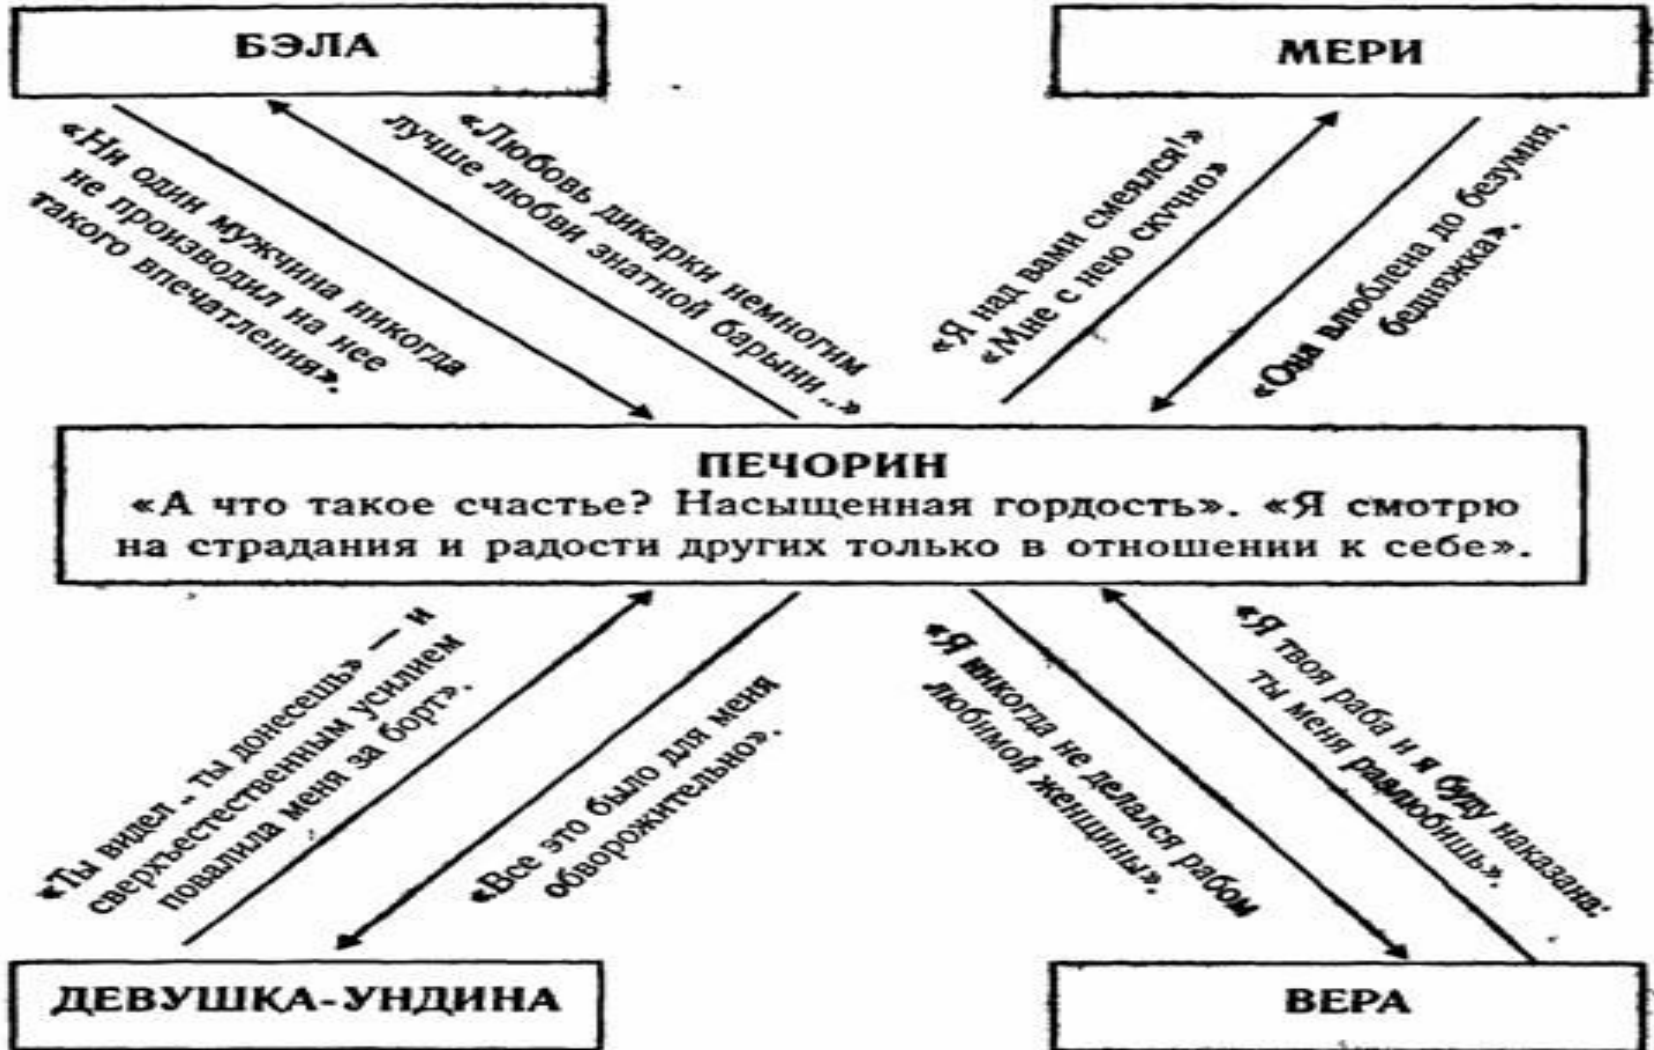 БЭЛА
МЕРИ
«Ни один мужчина никогда
не производил на нее
такого впечатления».
«Любовь дикарки немногим
лучше любви знатной барыни...»
«Я над вами смеялся!»
«Мне с нею скучно»
«Она влюблена до безумия,
бедняжка».
ПЕЧОРИН
«А что такое счастье? Насыщенная гордость». «Я смотрю
на страдания и радости других только в отношении к себе».
«Ты видел .. ты донесешь» — и
сверхъестественным усилием
повалила меня за борт».
«Все это было для меня
обворожительно».
«Я никогда не делался рабом
любимой женщины».
«Я твоя раба и я буду наказана:
ты меня разлюбишь».
ДЕВУШКА-УНДИНА
ВЕРА